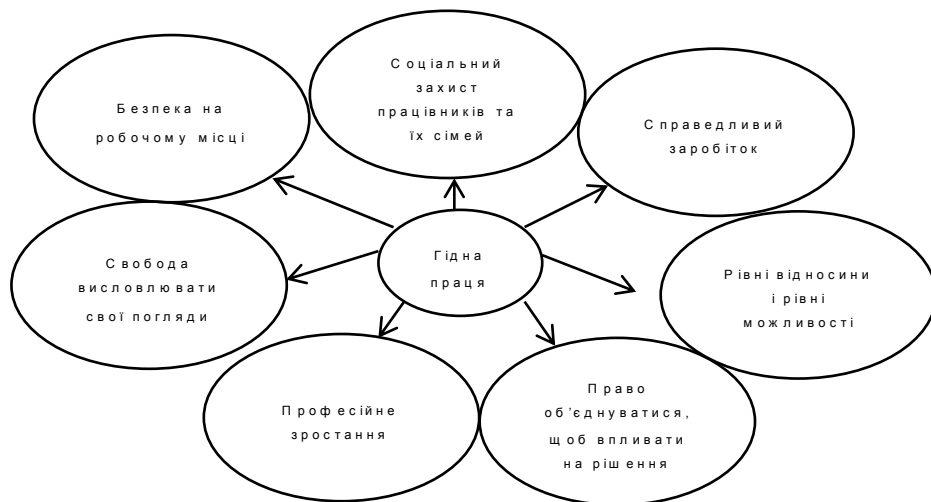 Соціальний
захист
працівників та
їх сімей
Безпека на
робочому місці
Справедливий
заробіток
Гідна
праця
Свобода
висловлювати
свої погляди
Рівні відносини
і рівні
можливості
Професійне
зростання
Право
об’єднуватися,
щоб впливати
на рішення